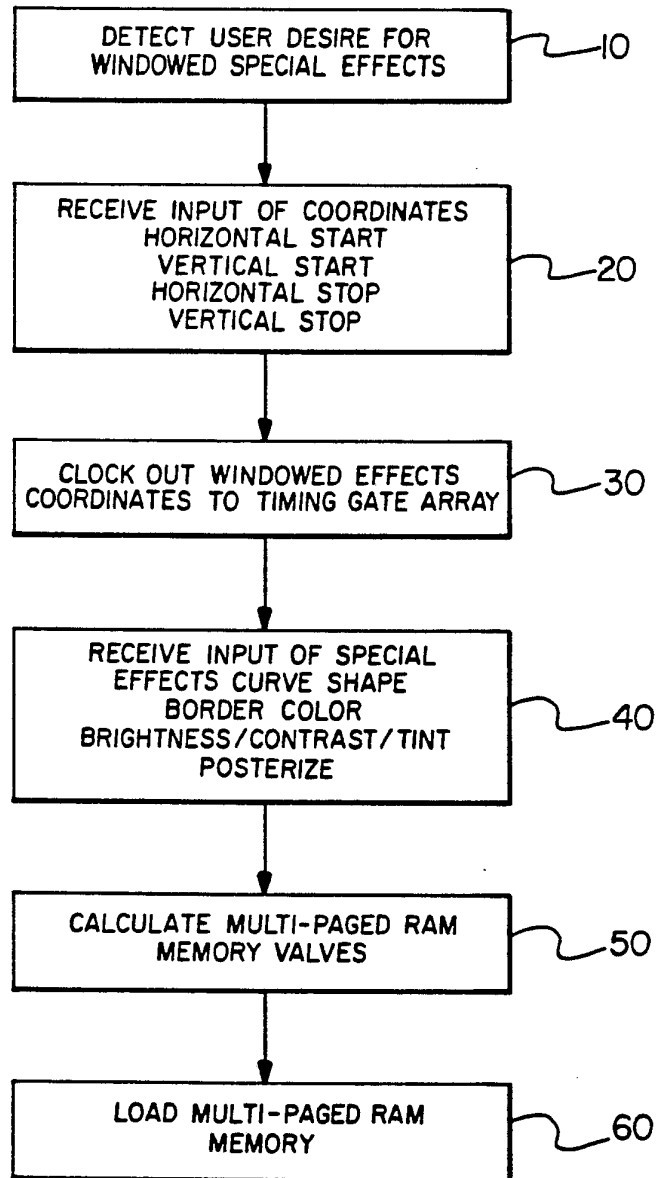 DETECT USER DESIRE FOR
WINDOWED SPECIAL EFFECTS
10
RECEIVE INPUT OF COORDINATES
HORIZONTAL START
VERTICAL START
HORIZONTAL STOP
VERTICAL STOP
20
CLOCK OUT WINDOWED EFFECTS
COORDINATES TO TIMING GATE ARRAY
30
RECEIVE INPUT OF SPECIAL
EFFECTS CURVE SHAPE
BORDER COLOR
BRIGHTNESS/CONTRAST/TINT
POSTERIZE
40
CALCULATE MULTI-PAGED RAM
MEMORY VALVES
50
LOAD MULTI-PAGED RAM
MEMORY
60